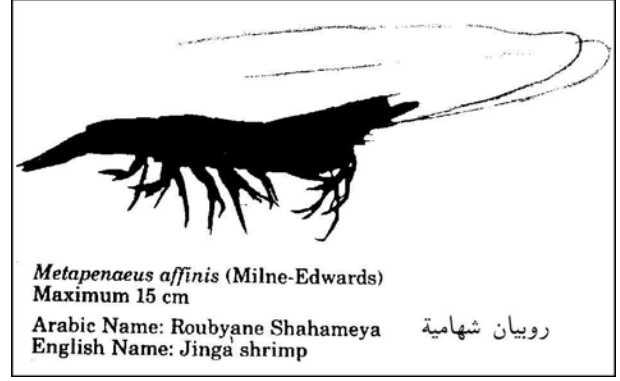 Metapenaeus affinis (Milne-Edwards)
Maximum 15 cm
Arabic Name: Roubyane Shahameya روبيان شهامية
English Name: Jinga shrimp